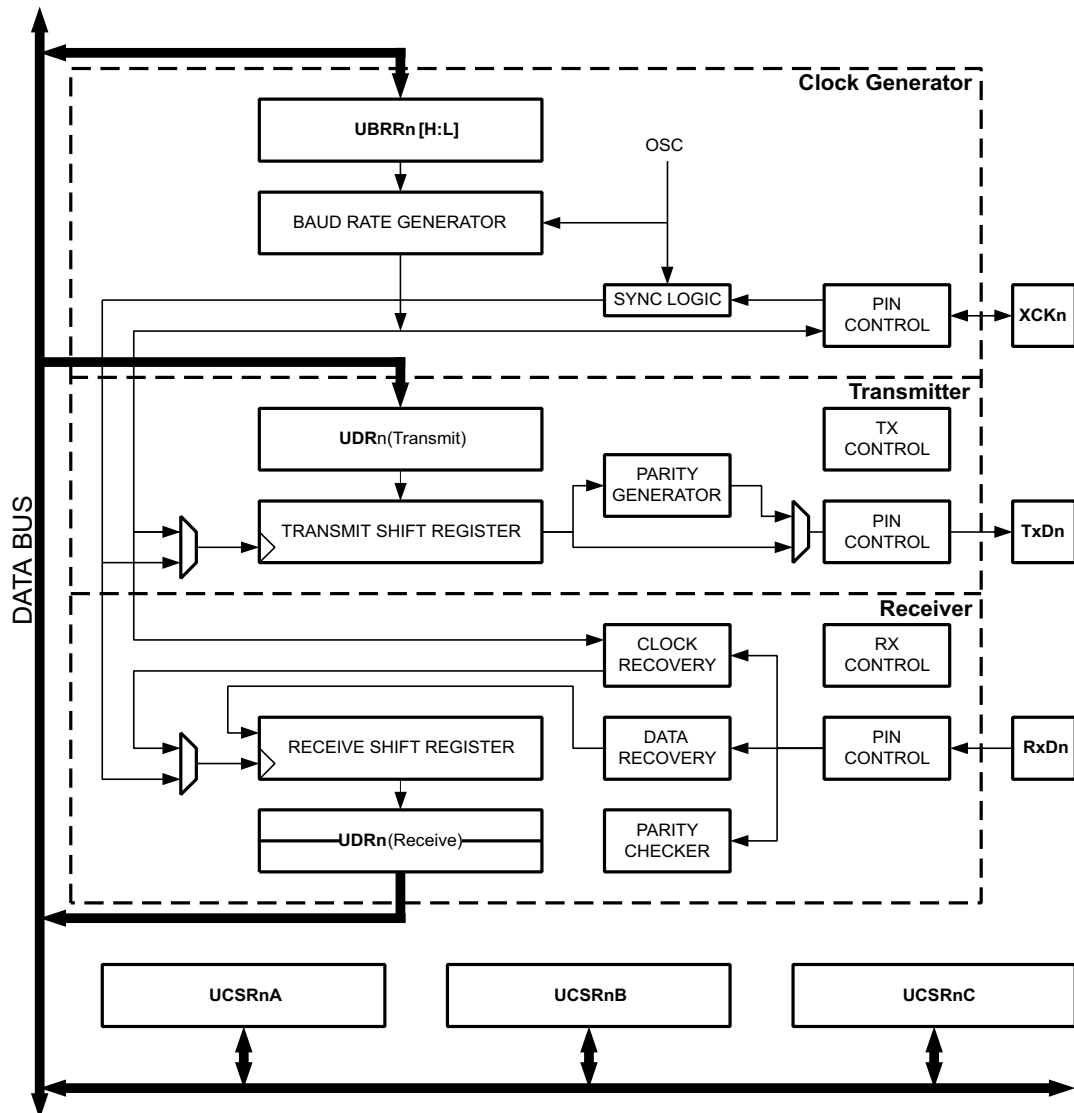 Clock Generator
UBRRn [H:L]
OSC
BAUD RATE GENERATOR
SYNC LOGIC
PIN
CONTROL
XCKn
Transmitter
UDRn(Transmit)
TX
CONTROL
PARITY
GENERATOR
TRANSMIT SHIFT REGISTER
PIN
CONTROL
TxDn
DATA BUS
Receiver
CLOCK
RECOVERY
RX
CONTROL
RECEIVE SHIFT REGISTER
DATA
RECOVERY
PIN
CONTROL
RxDn
UDRn(Receive)
PARITY
CHECKER
UCSRnA
UCSRnB
UCSRnC